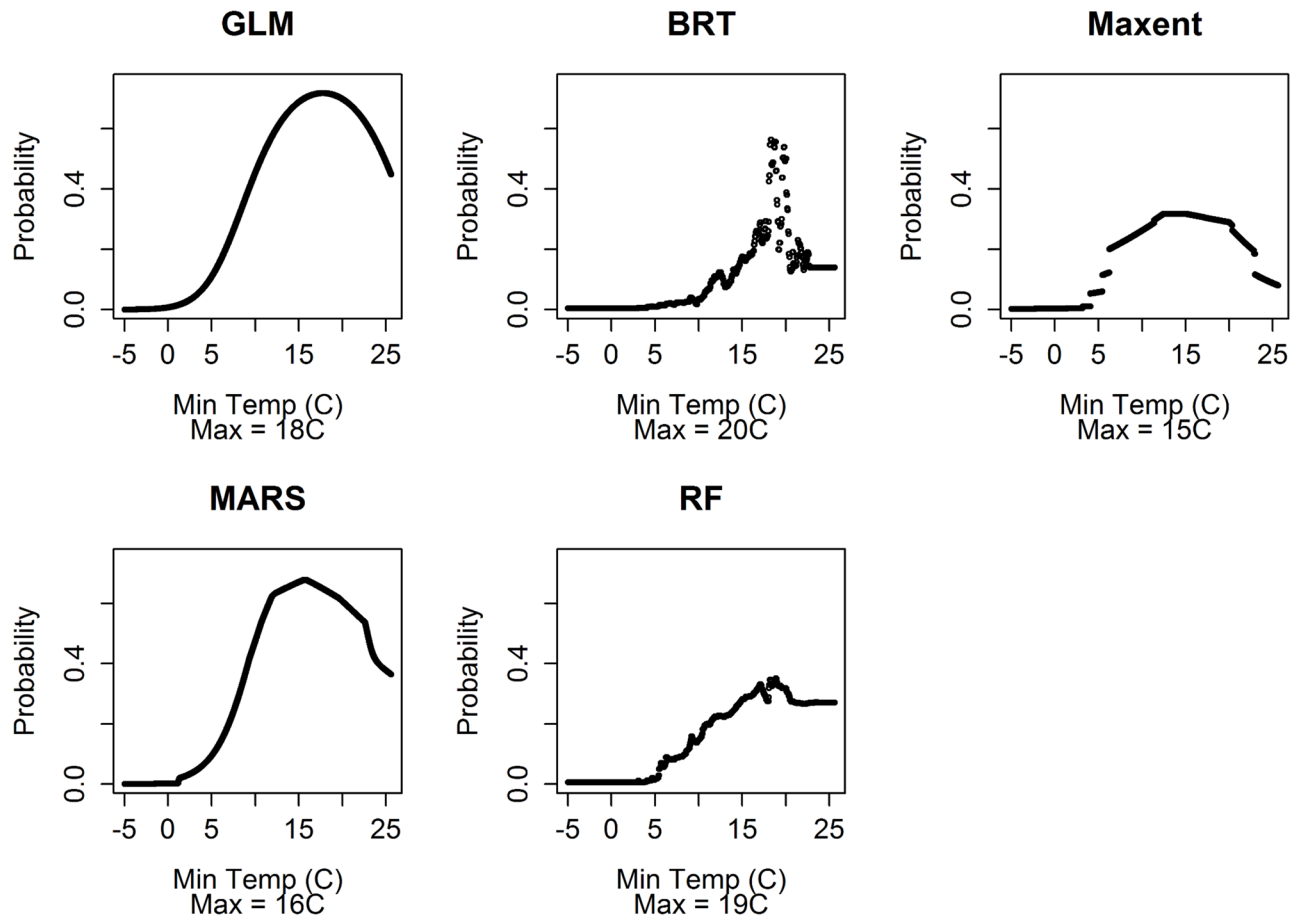 GLM
Probability
0.4
0.0
-5 0 5 15 25
Min Temp (C)
Max = 18C
BRT
Probability
0.4
0.0
-5 0 5 15 25
Min Temp (C)
Max = 20C
Maxent
Probability
0.4
0.0
-5 0 5 15 25
Min Temp (C)
Max = 15C
MARS
Probability
0.4
0.0
-5 0 5 15 25
Min Temp (C)
Max = 16C
RF
Probability
0.4
0.0
-5 0 5 15 25
Min Temp (C)
Max = 19C